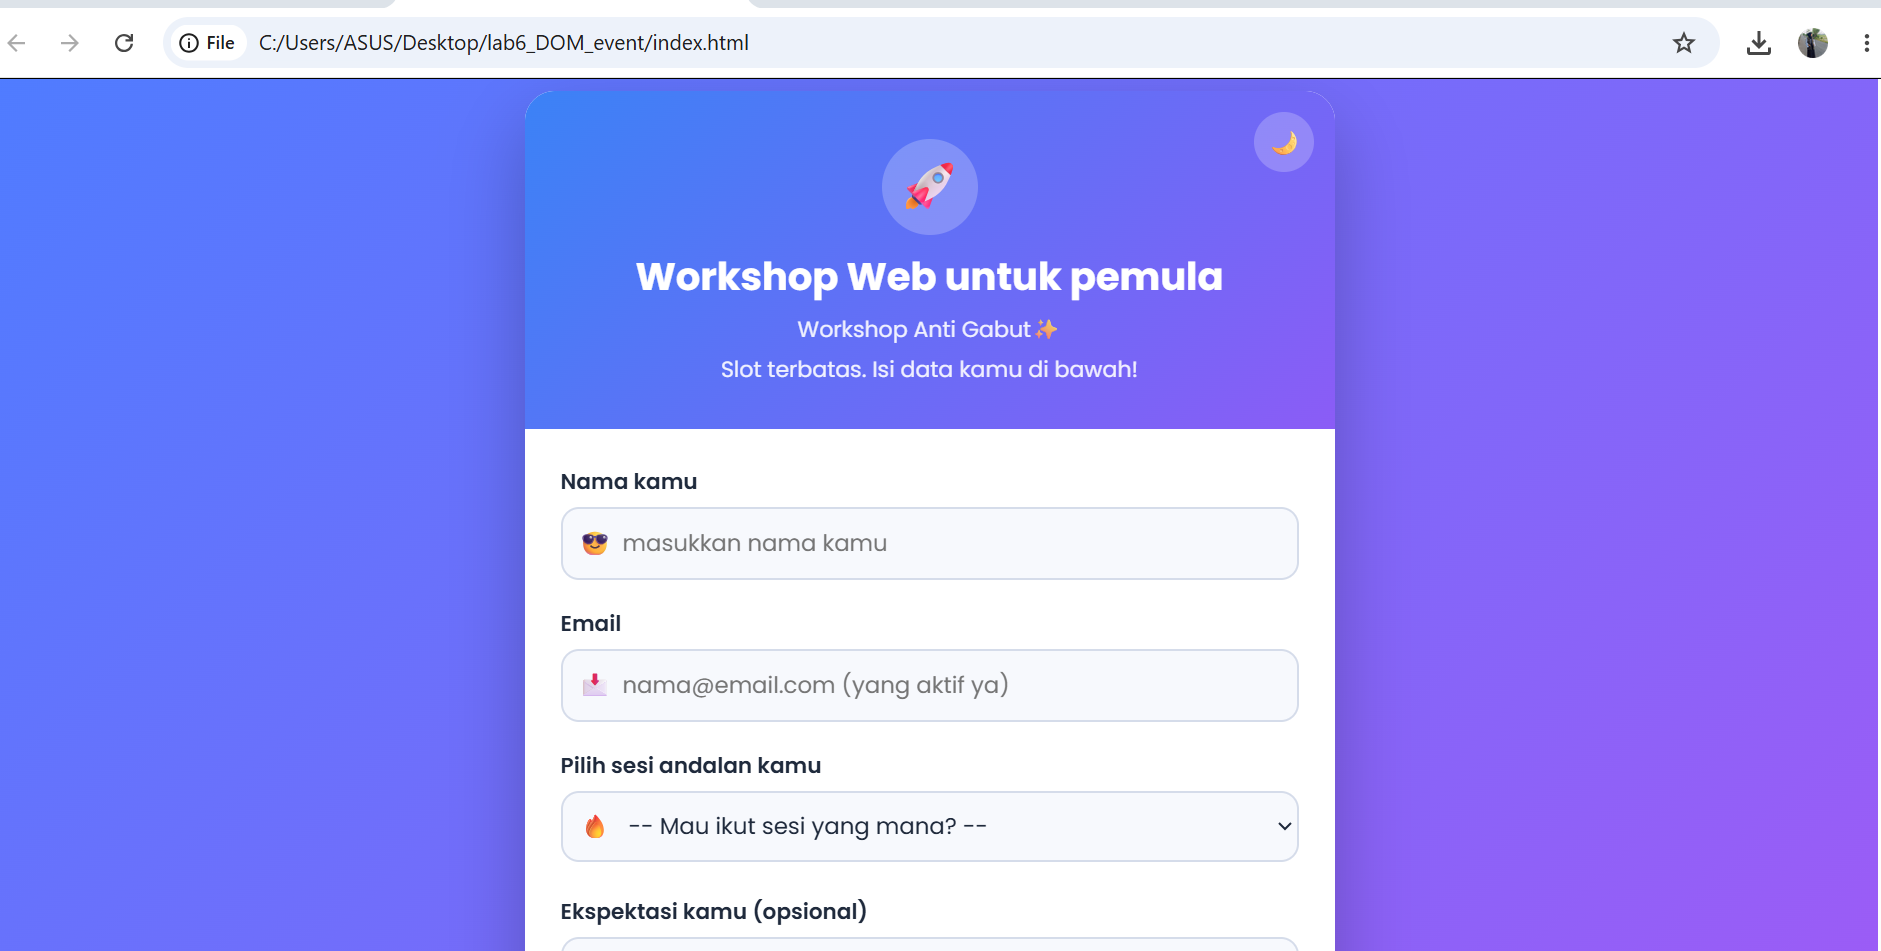 File
C:/Users/ASUS/Desktop/lab6_DOM_event/index.html
Workshop Web untuk pemula
Workshop Anti Gabut✨
Slot terbatas. Isi data kamu di bawah!
Nama kamu
masukkan nama kamu
Email
nama@email.com (yang aktif ya)
Pilih sesi andalan kamu
-- Mau ikut sesi yang mana? --
Ekspektasi kamu (opsional)